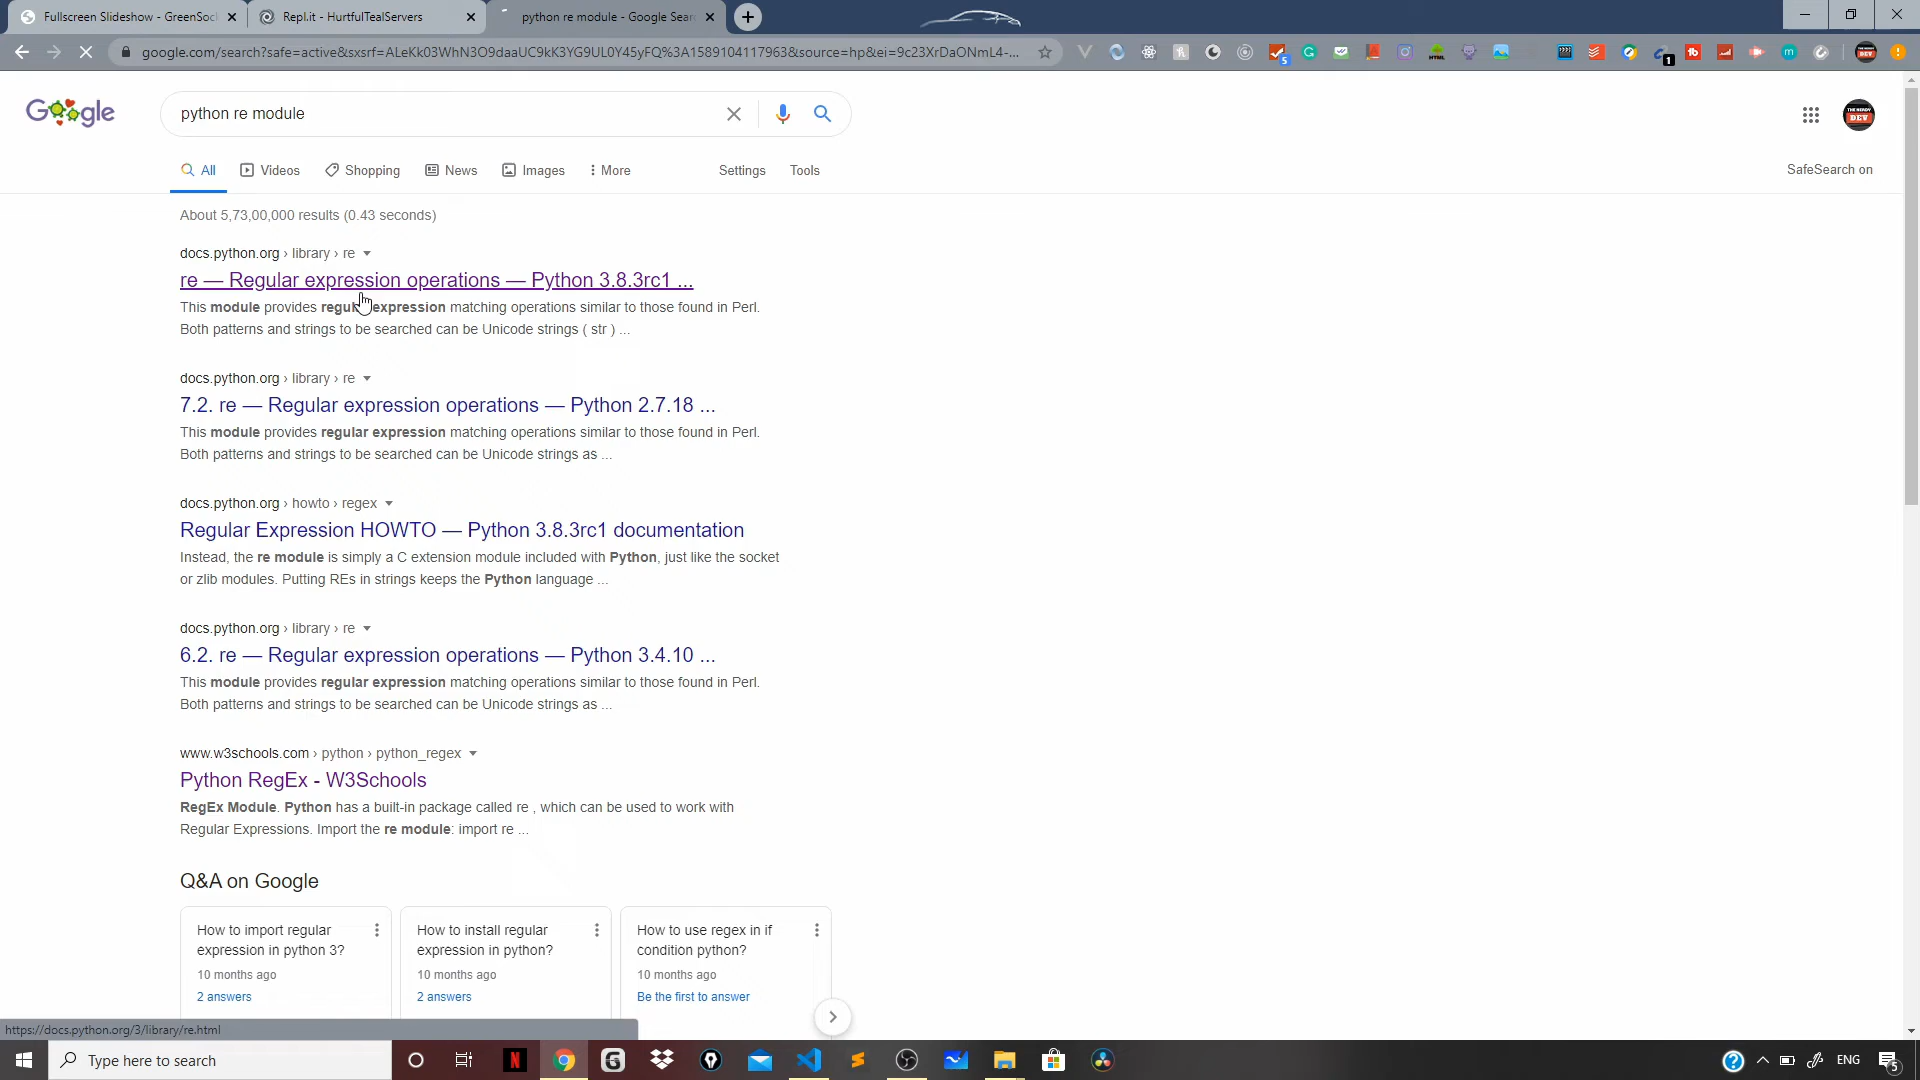 Fullscreen Slideshow - GreenSoc
Repl.it - HurtfulTealServers
python re module - Google Sear
google.com/search?safe=active&sxsrf=ALeKk03WhN3O9daaUC9kK3YG9UL0Y45yFQ%3A1589104117963&source=hp&ei=9c23XrDaONmL4-...
5
1
Google
python re module
THE NERDY
DEV
All
Videos
Shopping
News
Images
More
Settings
Tools
SafeSearch on
About 5,73,00,000 results (0.43 seconds)
docs.python.org › library › re
re — Regular expression operations — Python 3.8.3rc1 ...
This module provides regular expression matching operations similar to those found in Perl.
Both patterns and strings to be searched can be Unicode strings ( str ) ...
docs.python.org › library › re
7.2. re — Regular expression operations — Python 2.7.18 ...
This module provides regular expression matching operations similar to those found in Perl.
Both patterns and strings to be searched can be Unicode strings as ...
docs.python.org › howto › regex
Regular Expression HOWTO — Python 3.8.3rc1 documentation
Instead, the re module is simply a C extension module included with Python, just like the socket
or zlib modules. Putting REs in strings keeps the Python language ...
docs.python.org › library › re
6.2. re — Regular expression operations — Python 3.4.10 ...
This module provides regular expression matching operations similar to those found in Perl.
Both patterns and strings to be searched can be Unicode strings as ...
www.w3schools.com › python › python_regex
Python RegEx - W3Schools
RegEx Module. Python has a built-in package called re , which can be used to work with
Regular Expressions. Import the re module: import re ...
Q&A on Google
How to import regular
expression in python 3?
10 months ago
2 answers
How to install regular
expression in python?
10 months ago
2 answers
How to use regex in if
condition python?
10 months ago
Be the first to answer
https://docs.python.org/3/library/re.html
Type here to search
N
ENG
5